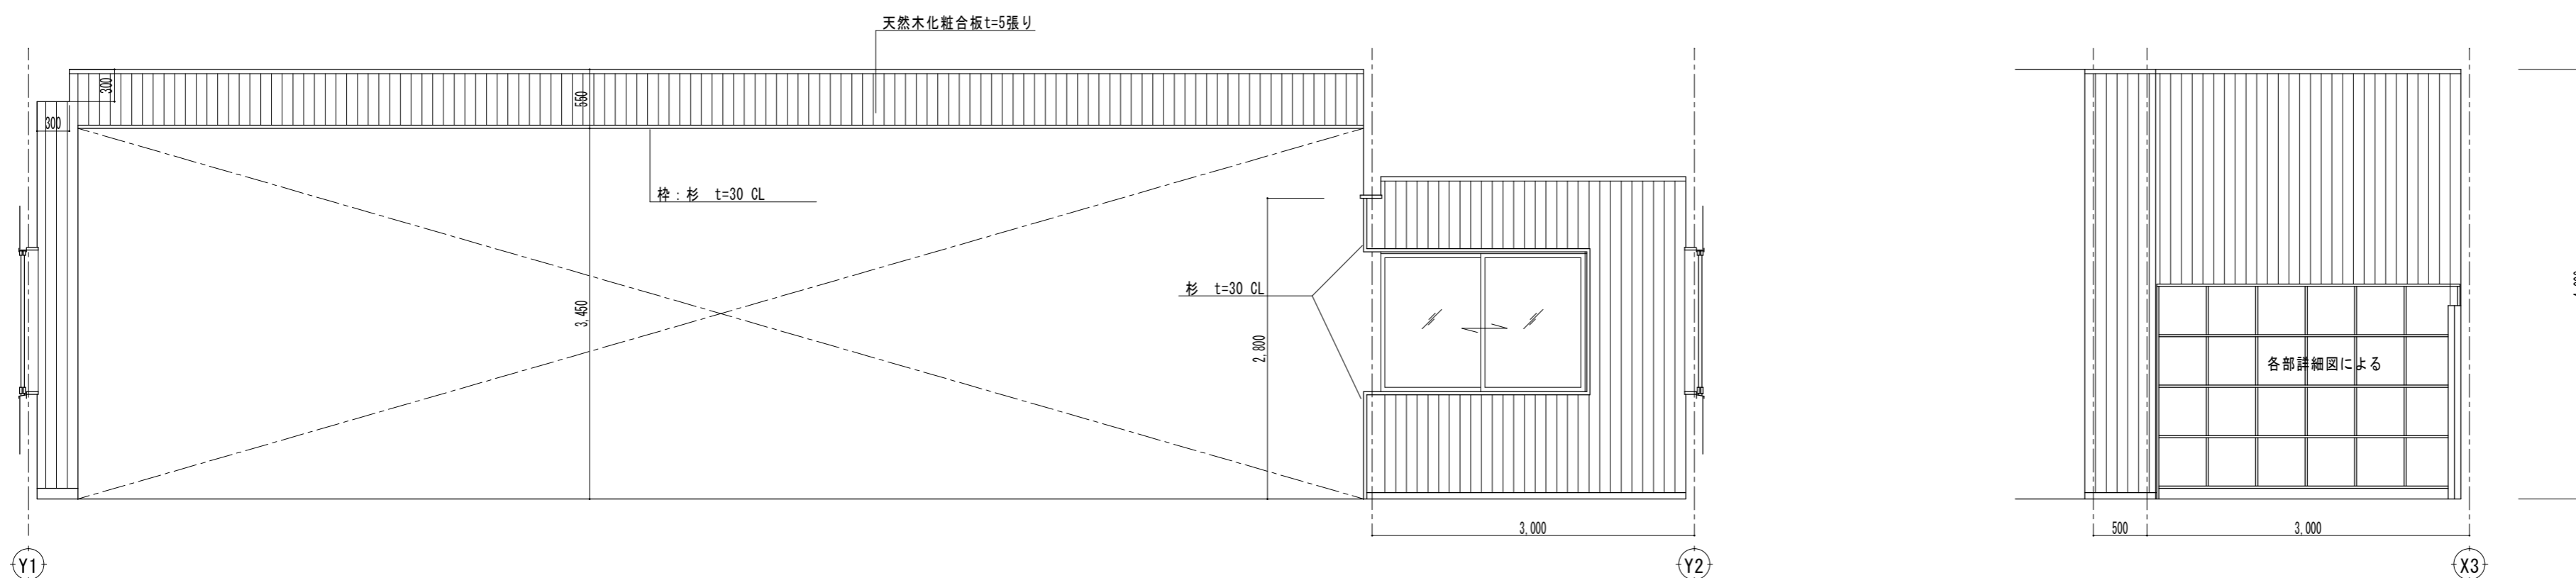 天然木化粧合板t=5張り
300
550
300
枠：杉 t=30 CL
杉 t=30 CL
3,450
2,800
各部詳細図による
3,000
500
3,000
Y1
Y2
X3